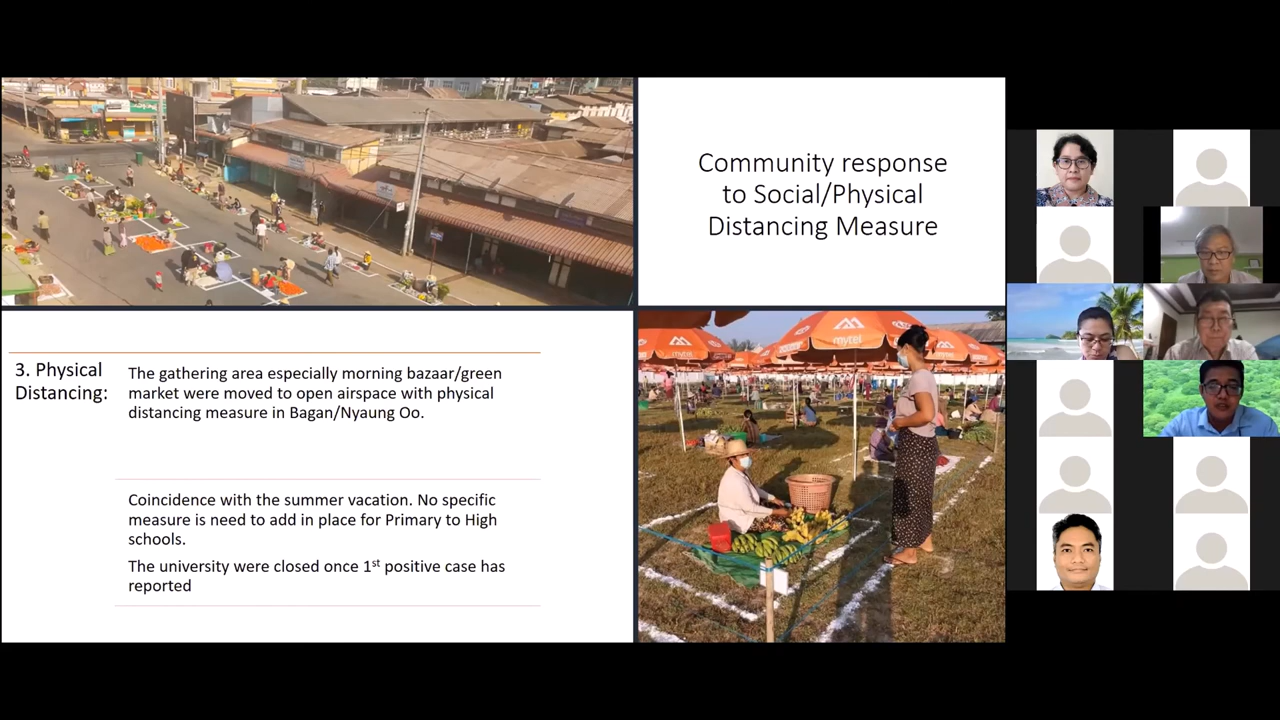 Community response
to Social/Physical
Distancing Measure
3. Physical
Distancing:
The gathering area especially morning bazaar/green
market were moved to open airspace with physical
distancing measure in Bagan/Nyaung Oo.
Coincidence with the summer vacation. No specific
measure is need to add in place for Primary to High
schools.
The university were closed once 1st positive case has
reported
mytel
mytel